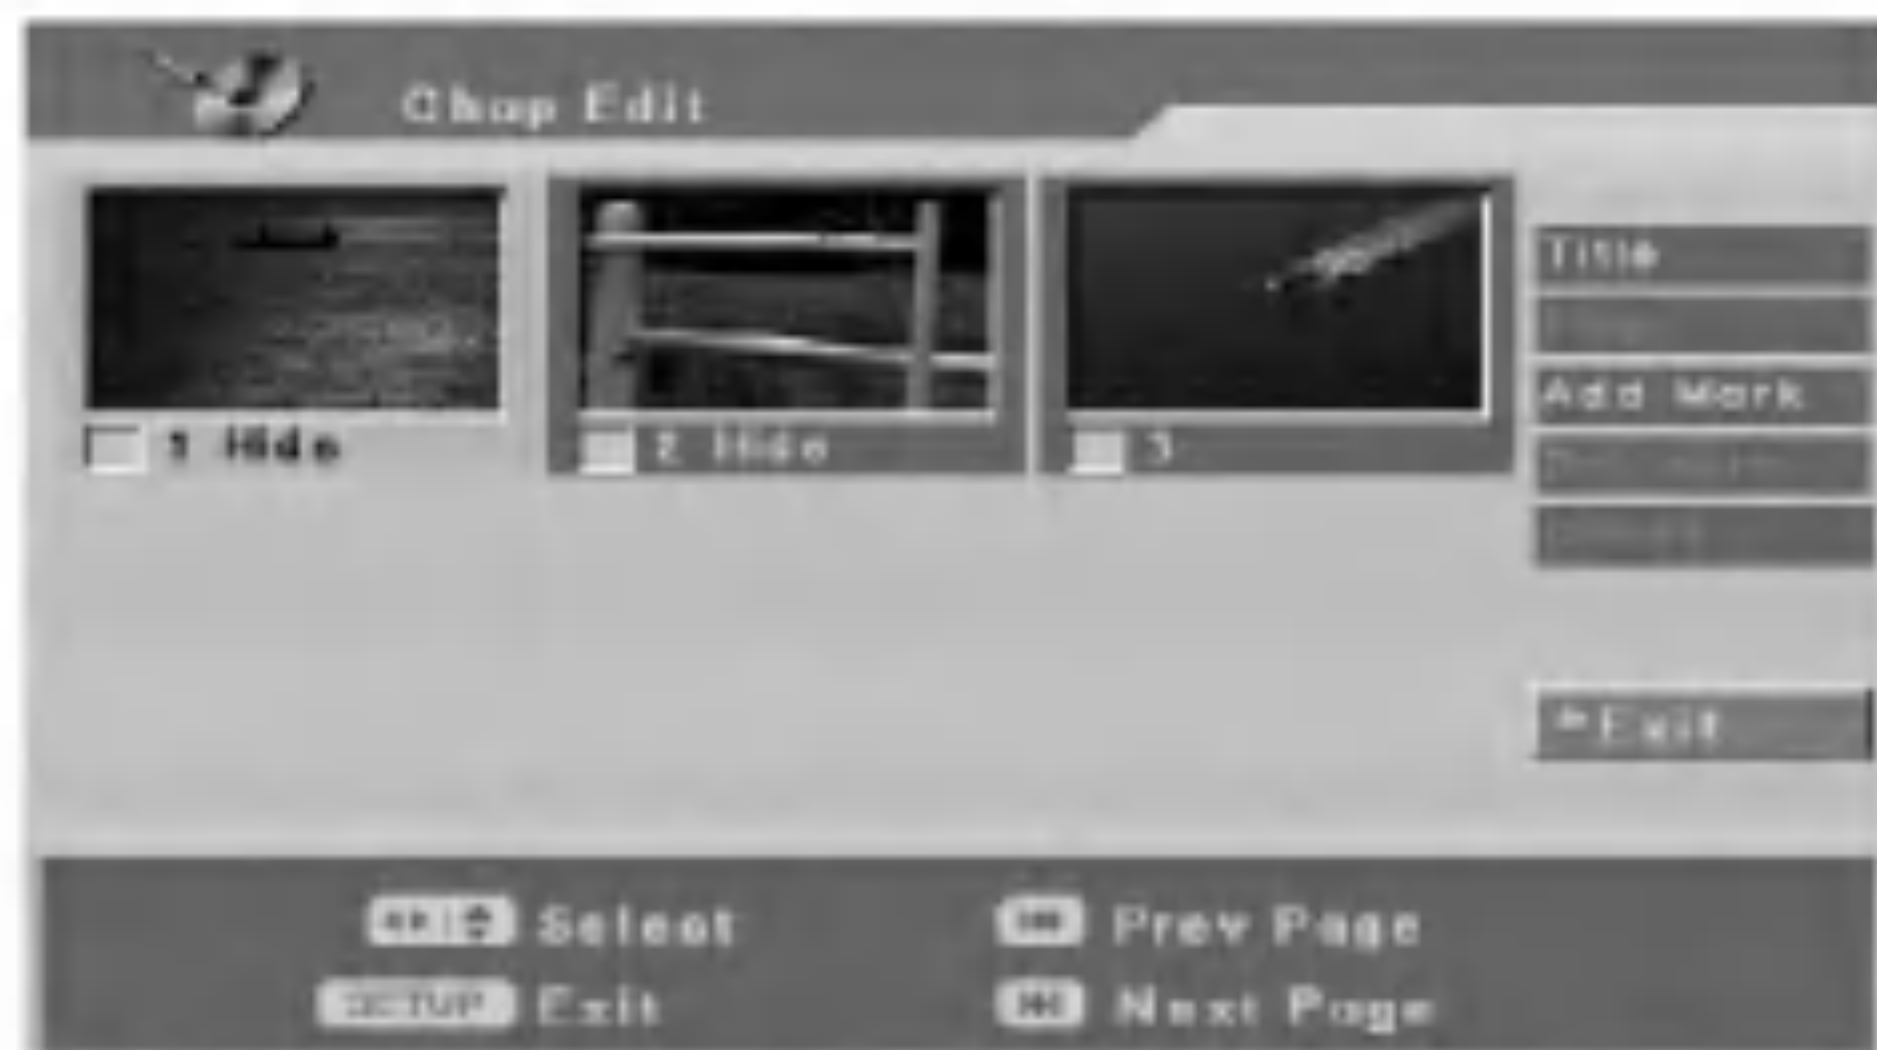 Chap Edit
1 Hide
2 Hide
3
Title
Add Mark
Exit
Select
Prev Page
SETUP Exit
Next Page